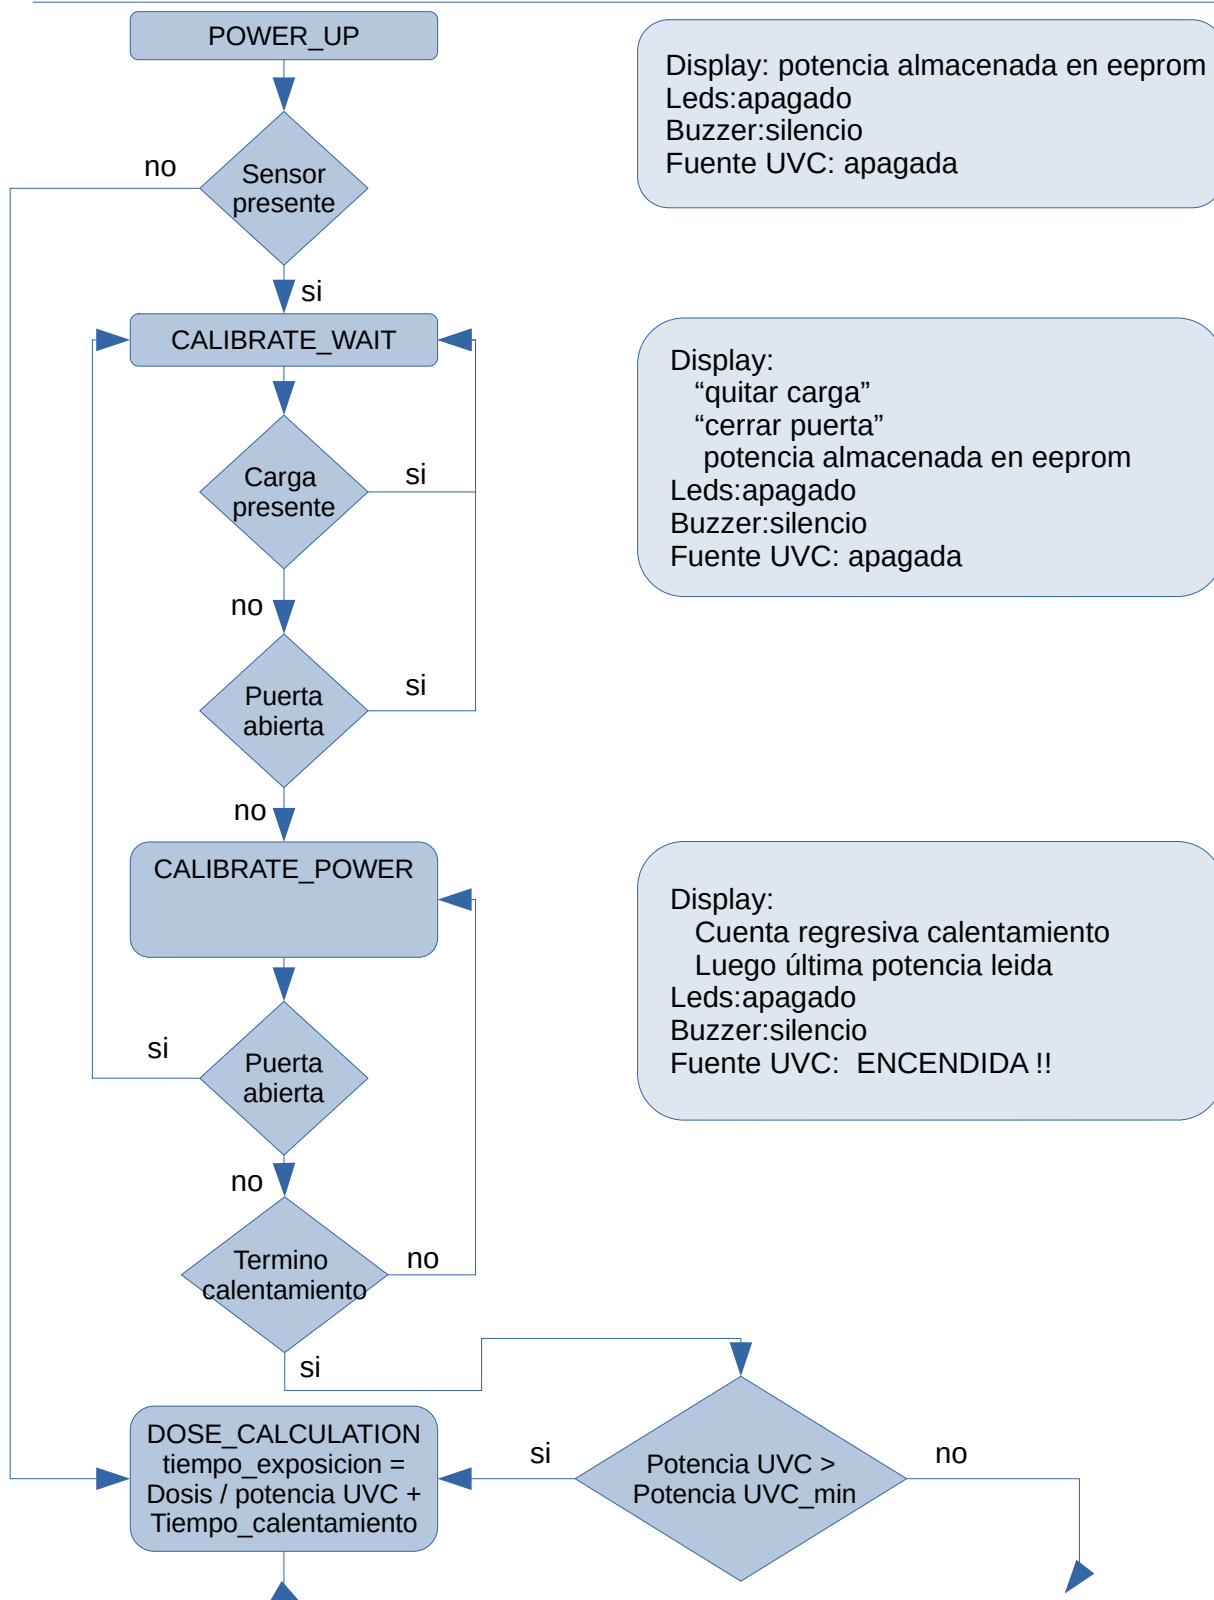 POWER_UP
Display: potencia almacenada en eeprom
Leds:apagado
Buzzer:silencio
Fuente UVC: apagada
no
Sensor
presente
si
CALIBRATE_WAIT
Display:
“quitar carga”
“cerrar puerta”
potencia almacenada en eeprom
Leds:apagado
Buzzer:silencio
Fuente UVC: apagada
Carga
presente
si
no
Puerta
abierta
si
no
CALIBRATE_POWER
Display:
Cuenta regresiva calentamiento
Luego última potencia leida
Leds:apagado
Buzzer:silencio
Fuente UVC:  ENCENDIDA !!
si
Puerta
abierta
no
Termino
calentamiento
no
si
DOSE_CALCULATION
tiempo_exposicion =
Dosis / potencia UVC +
Tiempo_calentamiento
si
Potencia UVC >
Potencia UVC_min
no